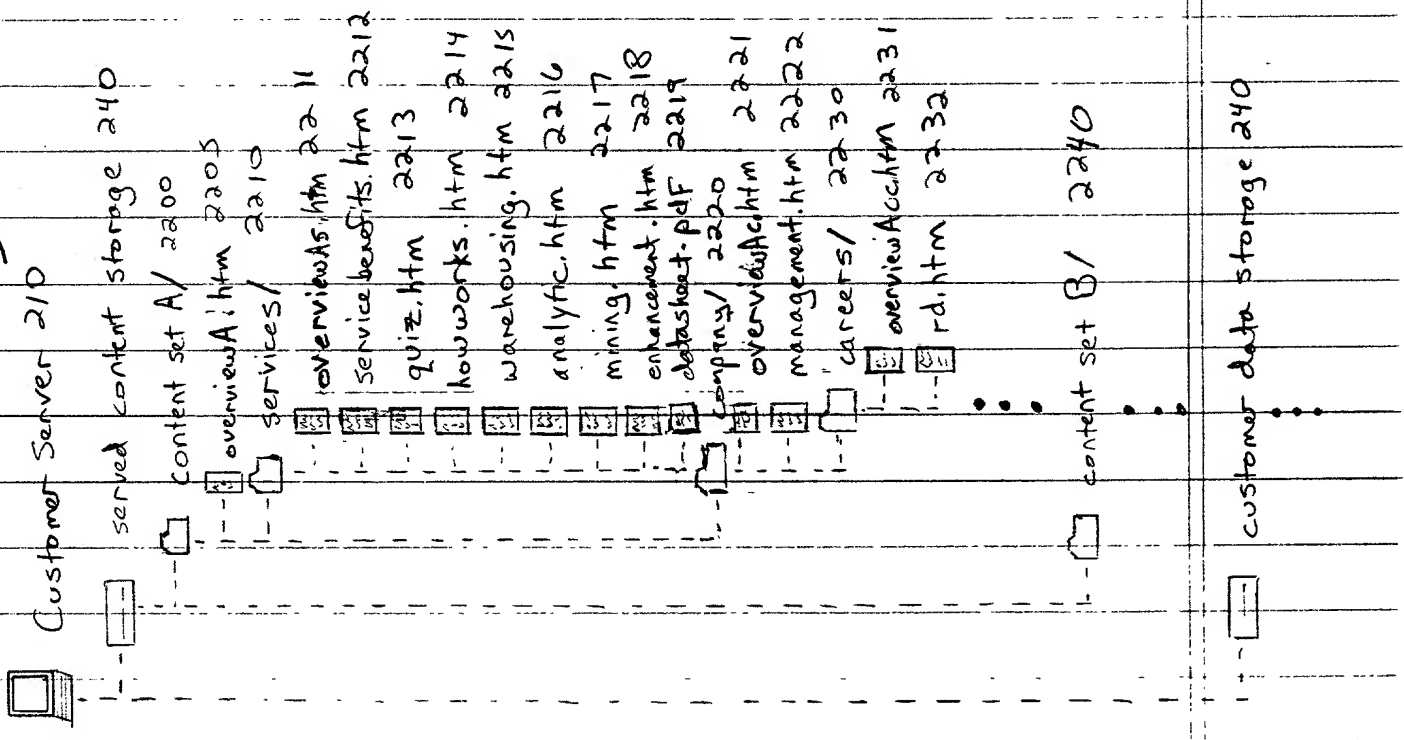 Customer Server 210
served content storage 240
content set A/ 2200
overviewA.htm 2205
services/ 2210
overviewAs.htm 2211
servicebenefits.htm 2212
quiz.htm 2213
howworks.htm 2214
warehousing.htm 2215
analytic.htm 2216
mining.htm 2217
enhancement.htm 2218
datasheet.pdf 2219
company/ 2220
overviewAc.htm 2221
management.htm 2222
careers/ 2230
overviewAcc.htm 2231
rd.htm 2232
content set B/ 2240
customer data storage 240